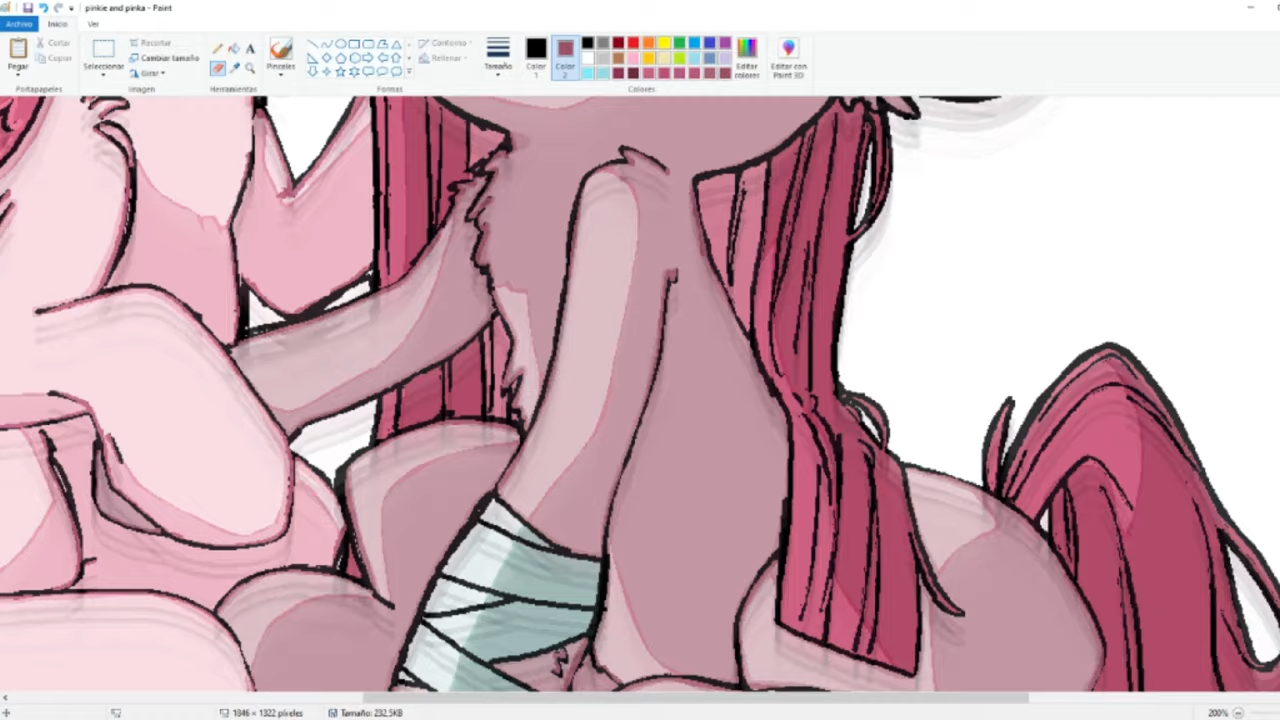 pinkie and pinka - Paint
Archivo Inicio Ver
Pegar
Cortar
Copiar
Seleccionar
Recortar
Cambiar tamaño
Girar
A
Pinceles
Contorno
Rellenar
Tamaño
Color 1
Color 2
Editar colores
Editar con Paint 3D
Portapapeles Imagen Herramientas Formas Colores
1846 × 1322 píxeles Tamaño: 232,5KB 200%